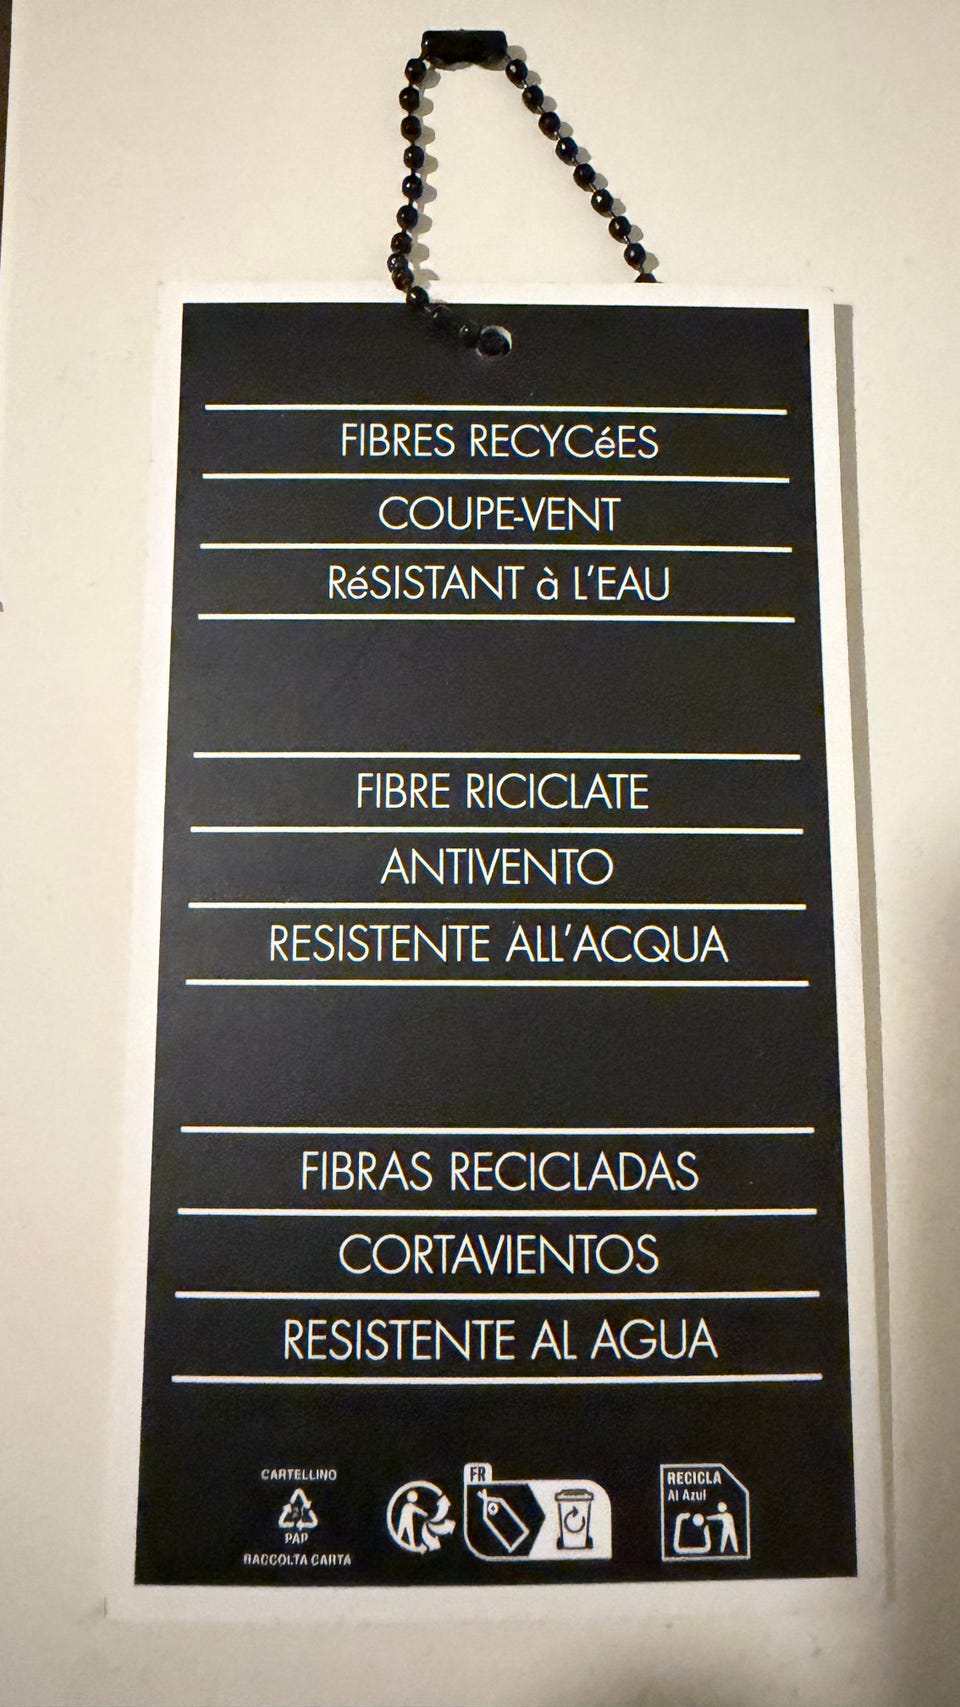 FIBRES RECYCéES
COUPE-VENT
RéSISTANT à L'EAU
FIBRE RICICLATE
ANTIVENTO
RESISTENTE ALL'ACQUA
FIBRAS RECICLADAS
CORTAVIENTOS
RESISTENTE AL AGUA
CARTELLINO
21
PAP
RACCOLTA CARTA
FR
RECICLA
Al Azul